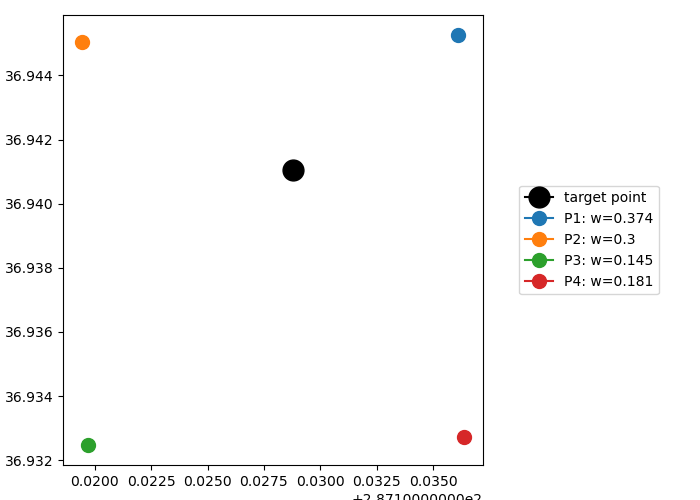 36.944
36.942
36.940
36.938
36.936
36.934
36.932
0.0200 0.0225 0.0250 0.0275 0.0300 0.0325 0.0350
+2.8710000000e2
target point
P1: w=0.374
P2: w=0.3
P3: w=0.145
P4: w=0.181